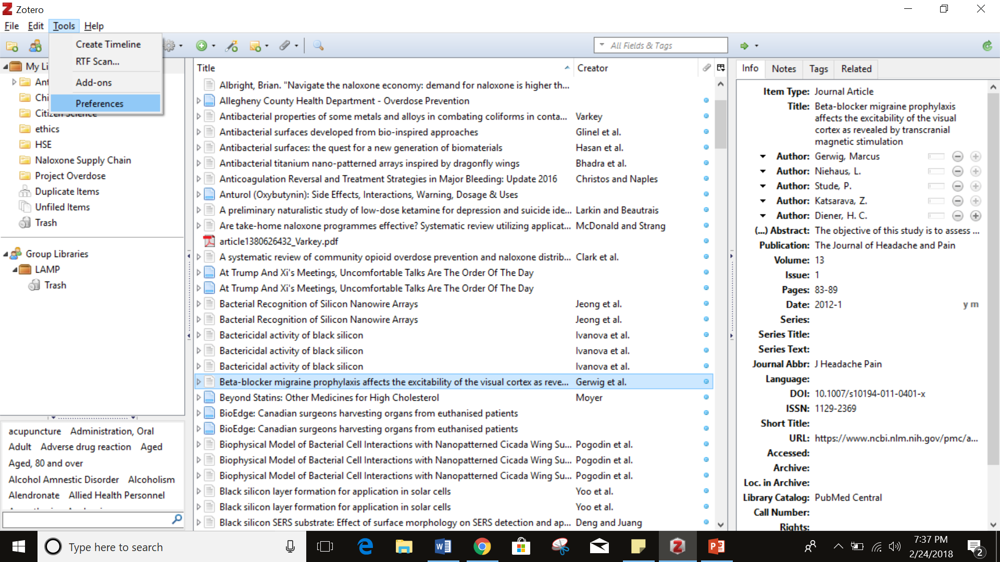 Zotero
File Edit Tools Help
Create Timeline
RTF Scan...
Add-ons
Preferences
All Fields & Tags
My Li
Ant
Chi
Citizen Science
ethics
HSE
Naloxone Supply Chain
Project Overdose
Duplicate Items
Unfiled Items
Trash
Group Libraries
LAMP
Trash
acupuncture Administration, Oral
Adult Adverse drug reaction Aged
Aged, 80 and over
Alcohol Amnestic Disorder Alcoholism
Alendronate Allied Health Personnel
Title Creator
Albright, Brian. "Navigate the naloxone economy: demand for naloxone is higher th...
Allegheny County Health Department - Overdose Prevention
Antibacterial properties of some metals and alloys in combating coliforms in conta... Varkey
Antibacterial surfaces developed from bio-inspired approaches Glinel et al.
Antibacterial surfaces: the quest for a new generation of biomaterials Hasan et al.
Antibacterial titanium nano-patterned arrays inspired by dragonfly wings Bhadra et al.
Anticoagulation Reversal and Treatment Strategies in Major Bleeding: Update 2016 Christos and Naples
Anturol (Oxybutynin): Side Effects, Interactions, Warning, Dosage & Uses
A preliminary naturalistic study of low-dose ketamine for depression and suicide ide... Larkin and Beautrais
Are take-home naloxone programmes effective? Systematic review utilizing applicat... McDonald and Strang
article1380626432_Varkey.pdf
A systematic review of community opioid overdose prevention and naloxone distrib... Clark et al.
At Trump And Xi's Meetings, Uncomfortable Talks Are The Order Of The Day
At Trump And Xi's Meetings, Uncomfortable Talks Are The Order Of The Day
Bacterial Recognition of Silicon Nanowire Arrays Jeong et al.
Bacterial Recognition of Silicon Nanowire Arrays Jeong et al.
Bactericidal activity of black silicon Ivanova et al.
Bactericidal activity of black silicon Ivanova et al.
Bactericidal activity of black silicon Ivanova et al.
Beta-blocker migraine prophylaxis affects the excitability of the visual cortex as reve... Gerwig et al.
Beyond Statins: Other Medicines for High Cholesterol Moyer
BioEdge: Canadian surgeons harvesting organs from euthanised patients
BioEdge: Canadian surgeons harvesting organs from euthanised patients
Biophysical Model of Bacterial Cell Interactions with Nanopatterned Cicada Wing Su... Pogodin et al.
Biophysical Model of Bacterial Cell Interactions with Nanopatterned Cicada Wing Su... Pogodin et al.
Biophysical Model of Bacterial Cell Interactions with Nanopatterned Cicada Wing Su... Pogodin et al.
Black silicon layer formation for application in solar cells Yoo et al.
Black silicon layer formation for application in solar cells Yoo et al.
Black silicon SERS substrate: Effect of surface morphology on SERS detection and ap... Deng and Juang
Info Notes Tags Related
Item Type: Journal Article
Title: Beta-blocker migraine prophylaxis
affects the excitability of the visual
cortex as revealed by transcranial
magnetic stimulation
Author: Gerwig, Marcus
Author: Niehaus, L.
Author: Stude, P.
Author: Katsarava, Z.
Author: Diener, H. C.
(...) Abstract: The objective of this study is to assess ...
Publication: The Journal of Headache and Pain
Volume: 13
Issue: 1
Pages: 83-89
Date: 2012-1 y m
Series:
Series Title:
Series Text:
Journal Abbr: J Headache Pain
Language:
DOI: 10.1007/s10194-011-0401-x
ISSN: 1129-2369
Short Title:
URL: https://www.ncbi.nlm.nih.gov/pmc/a...
Accessed:
Archive:
Loc. in Archive:
Library Catalog: PubMed Central
Call Number:
Rights:
Type here to search
7:37 PM
2/24/2018
2